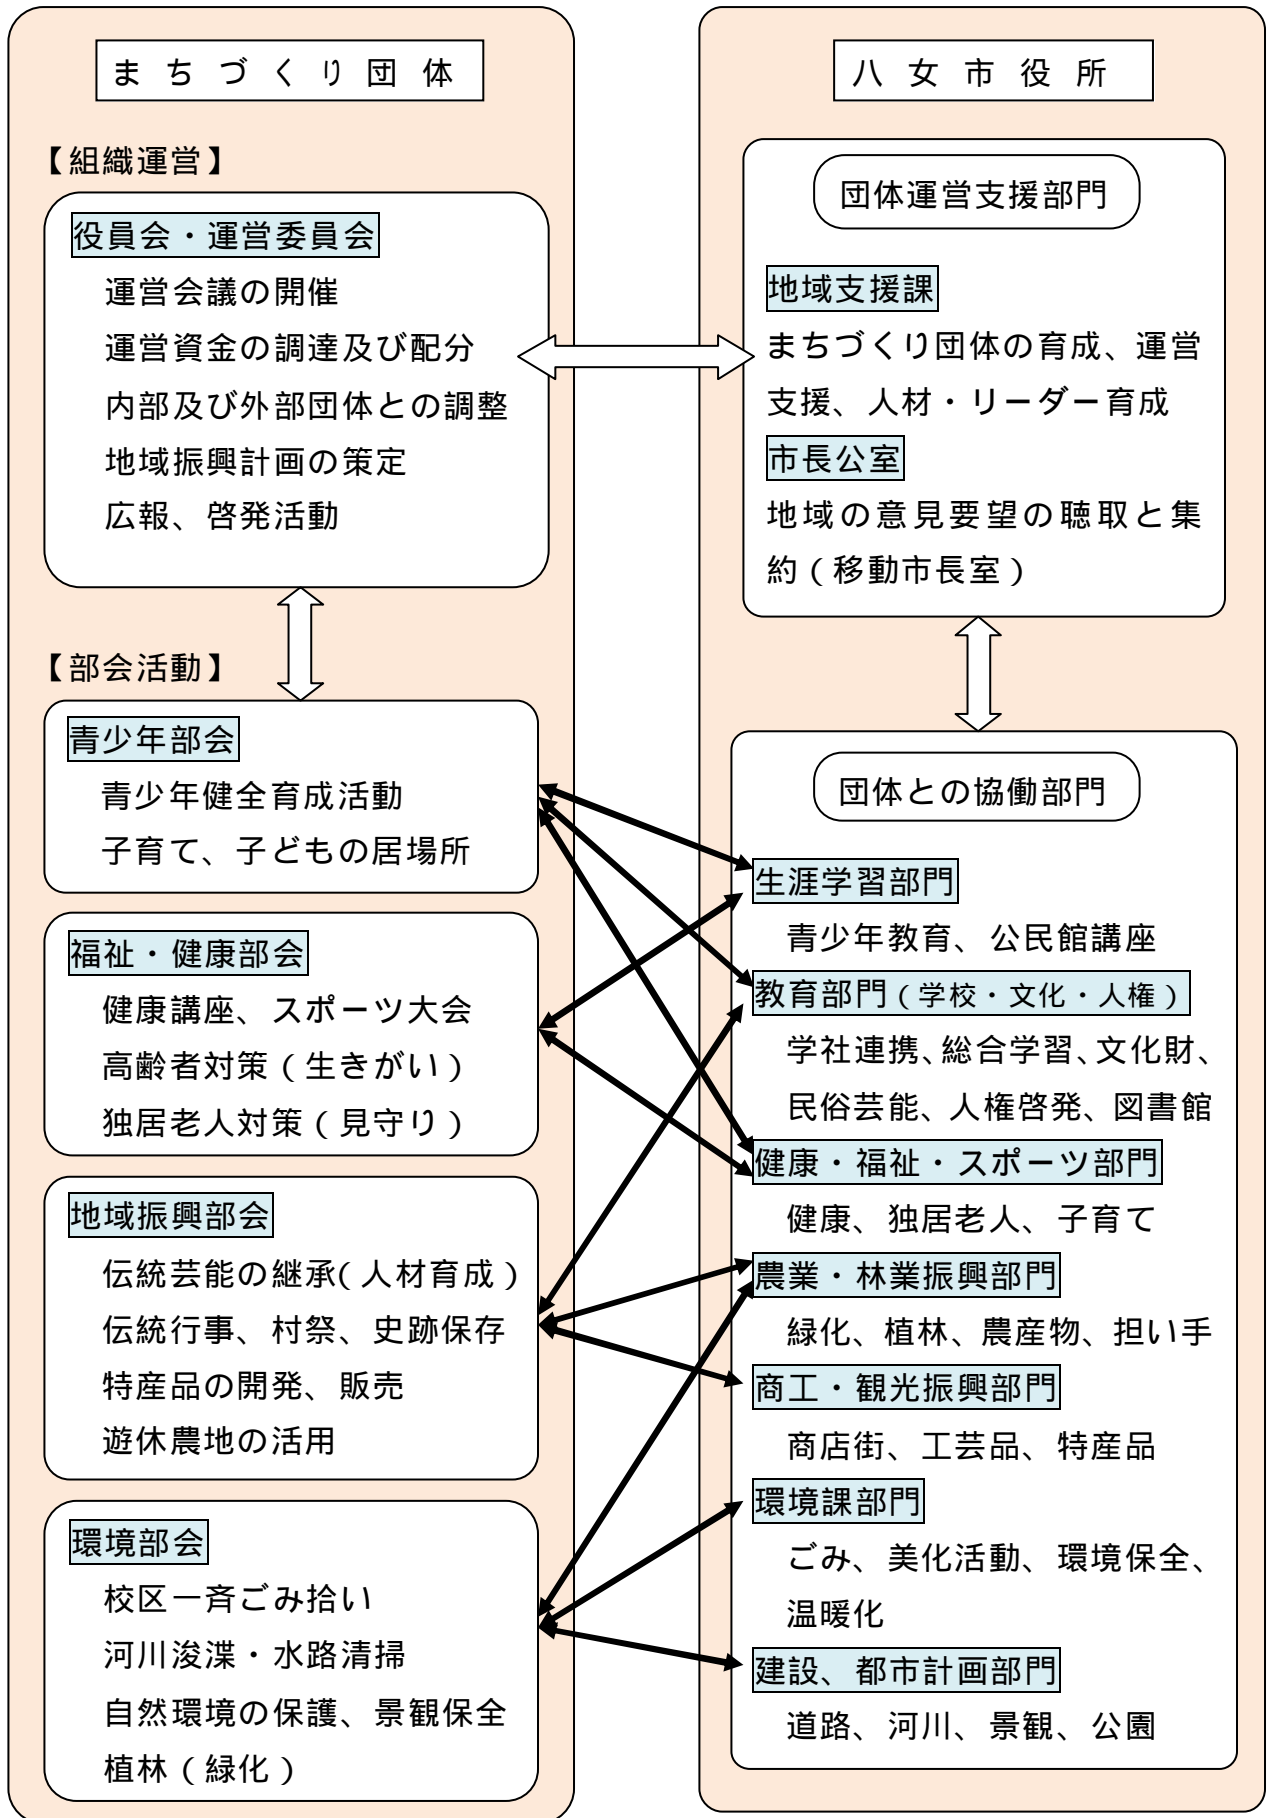 まちづくり団体
【組織運営】
役員会・運営委員会
運営会議の開催
運営資金の調達及び配分
内部及び外部団体との調整
地域振興計画の策定
広報、啓発活動
【部会活動】
青少年部会
青少年健全育成活動
子育て、子どもの居場所
福祉・健康部会
健康講座、スポーツ大会
高齢者対策(生きがい)
独居老人対策(見守り)
地域振興部会
伝統芸能の継承(人材育成)
伝統行事、村祭、史跡保存
特産品の開発、販売
遊休農地の活用
環境部会
校区一斉ごみ拾い
河川浚渫・水路清掃
自然環境の保護、景観保全
植林(緑化)
八女市役所
団体運営支援部門
地域支援課
まちづくり団体の育成、運営
支援、人材・リーダー育成
市長公室
地域の意見要望の聴取と集
約(移動市長室)
団体との協働部門
生涯学習部門
青少年教育、公民館講座
教育部門(学校・文化・人権)
学社連携、総合学習、文化財、
民俗芸能、人権啓発、図書館
健康・福祉・スポーツ部門
健康、独居老人、子育て
農業・林業振興部門
緑化、植林、農産物、担い手
商工・観光振興部門
商店街、工芸品、特産品
環境課部門
ごみ、美化活動、環境保全、
温暖化
建設、都市計画部門
道路、河川、景観、公園